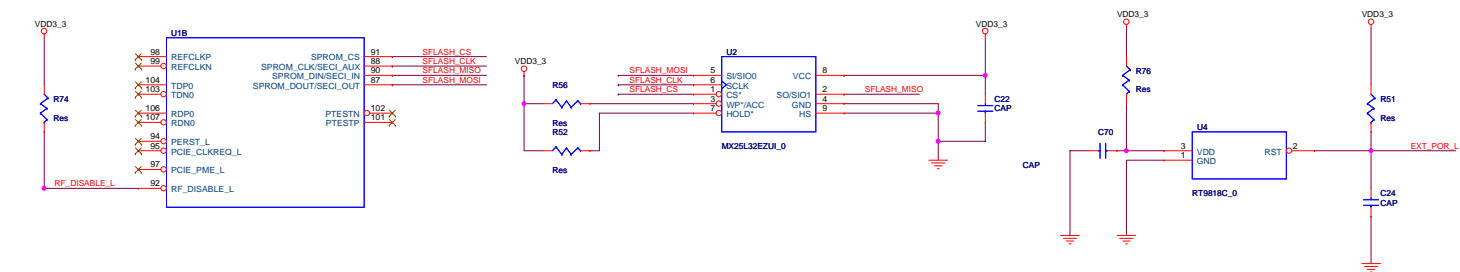 VDD3_3
R74
Res
RF_DISABLE_L
U1B
98 REFCLKP
99 REFCLKN
104 TDP0
103 TDN0
106 RDP0
107 RDN0
94 PERST_L
95 PCIE_CLKREQ_L
97 PCIE_PME_L
92 RF_DISABLE_L
SPROM_CS 91 SFLASH_CS
SPROM_CLK/SECI_AUX 88 SFLASH_CLK
SPROM_DIN/SECI_IN 90 SFLASH_MISO
SPROM_DOUT/SECI_OUT 87 SFLASH_MOSI
PTESTN 102
PTESTP 101
VDD3_3
R56
Res
R52
Res
U2
SFLASH_MOSI 5 SI/SIO0
SFLASH_CLK 6 SCLK
SFLASH_CS 1 CS*
3 WP*/ACC
7 HOLD*
VCC 8
SO/SIO1 2 SFLASH_MISO
GND 4
HS 9
MX25L32EZUI_0
VDD3_3
C22
CAP
VDD3_3
R76
Res
C70
CAP
U4
3 VDD
1 GND
RST 2
RT9818C_0
VDD3_3
R51
Res
EXT_POR_L
C24
CAP